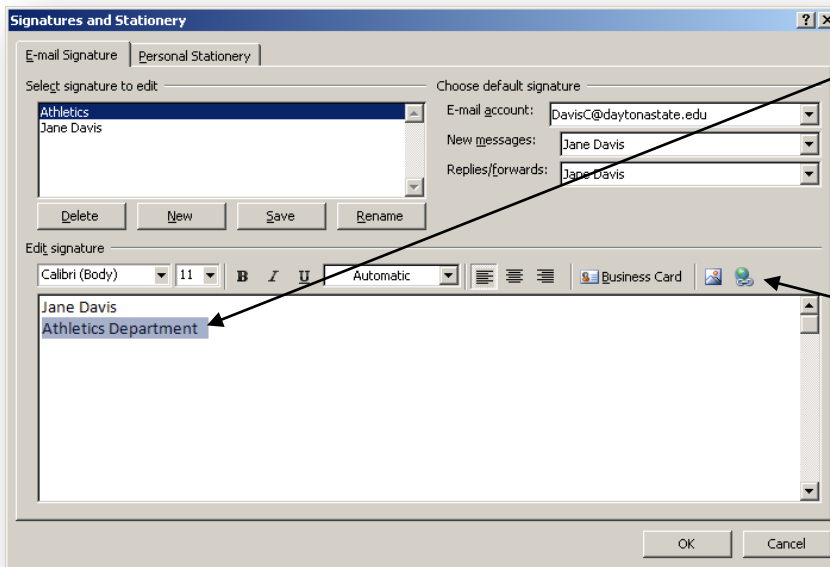 Signatures and Stationery
E-mail Signature
Personal Stationery
Select signature to edit
Choose default signature
Athletics
Jane Davis
E-mail account:
DavisC@daytonastate.edu
New messages:
Jane Davis
Replies/forwards:
Jane Davis
Delete
New
Save
Rename
Edit signature
Calibri (Body)
11
B
I
U
Automatic
Business Card
Jane Davis
Athletics Department
OK
Cancel